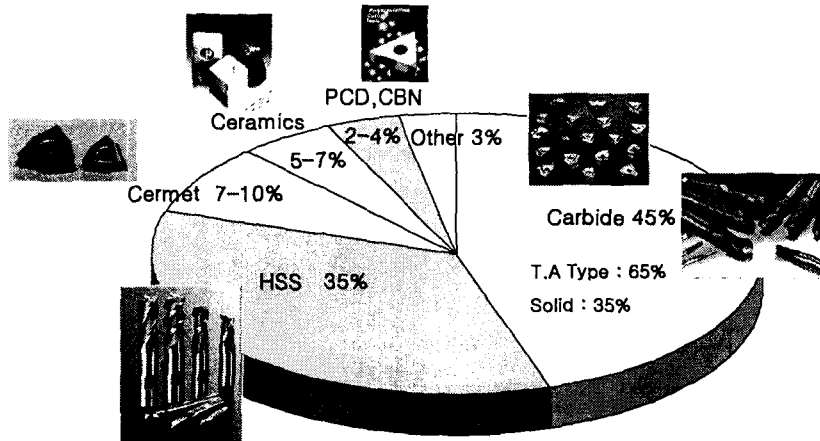 PCD,CBN
Ceramics
2-4%
Other 3%
5-7%
Cermet 7-10%
Carbide 45%
T.A Type : 65%
HSS 35%
Solid : 35%